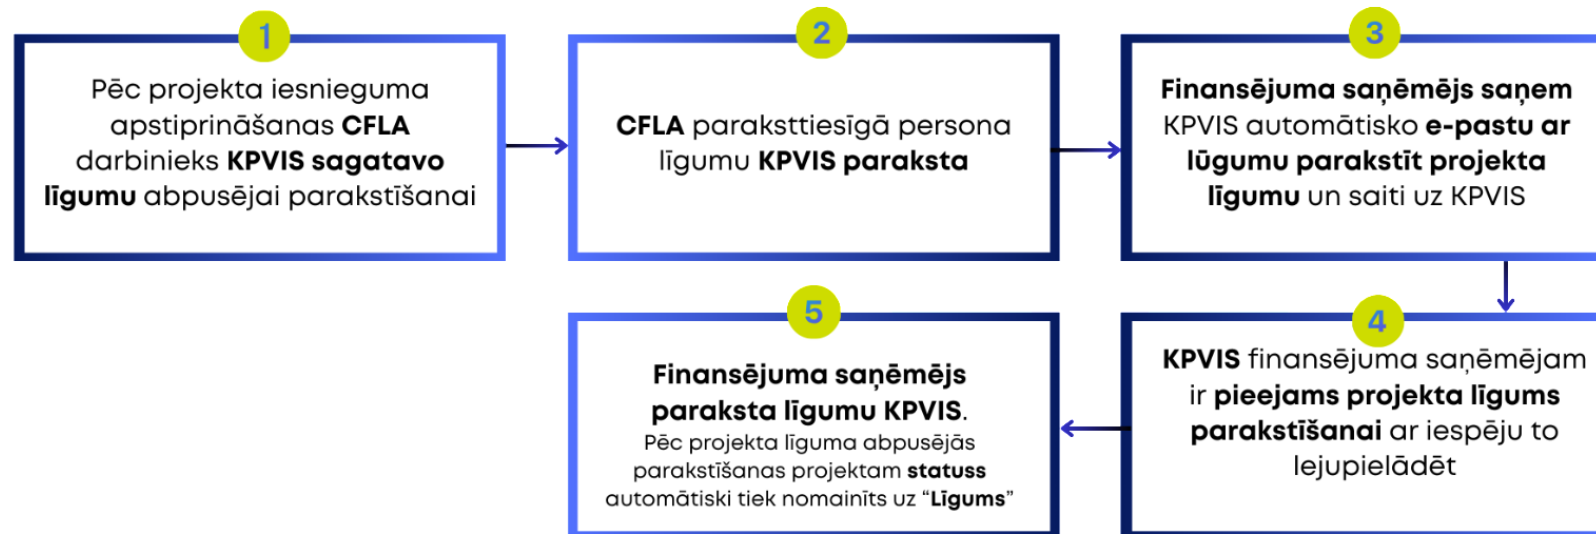 1
Pēc projekta iesnieguma
apstiprināšanas CFLA
darbinieks KPVIS sagatavo
līgumu abpusējai parakstīšanai
2
CFLA paraksttiesīgā persona
līgumu KPVIS paraksta
3
Finansējuma saņēmējs saņem
KPVIS automātisko e-pastu ar
lūgumu parakstīt projekta
līgumu un saiti uz KPVIS
4
KPVIS finansējuma saņēmējam
ir pieejams projekta līgums
parakstīšanai ar iespēju to
lejupielādēt
5
Finansējuma saņēmējs
paraksta līgumu KPVIS.
Pēc projekta līguma abpusējās
parakstīšanas projektam statuss
automātiski tiek nomainīts uz “Līgums”